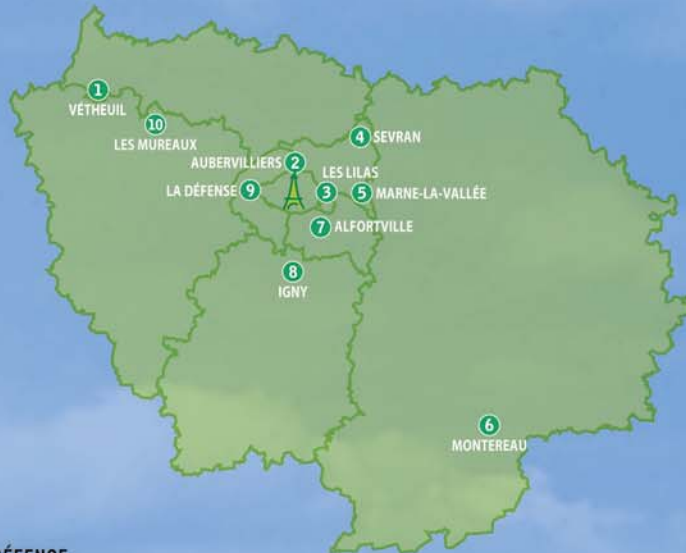 1
VÉTHEUIL
10
LES MUREAUX
4 SEVRAN
AUBERVILLIERS 2
LES LILAS
3
LA DÉFENSE 9
5 MARNE-LA-VALLÉE
7 ALFORTVILLE
8
IGNY
6
MONTEREAU